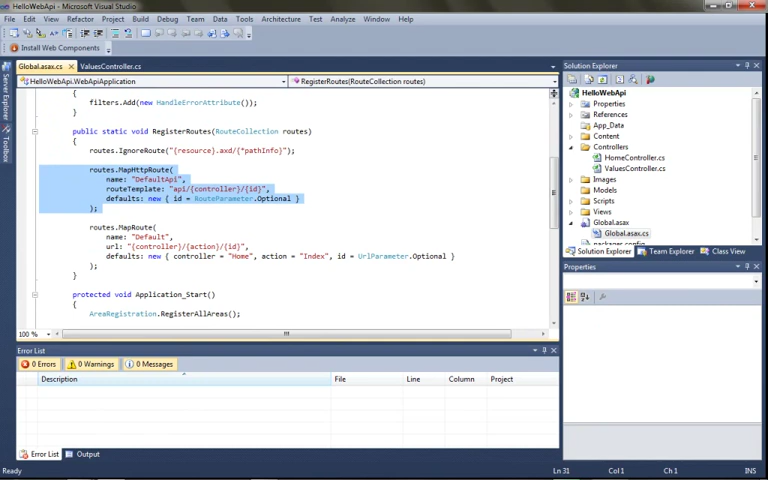 HelloWebApi - Microsoft Visual Studio
File Edit View Refactor Project Build Debug Team Data Tools Architecture Test Analyze Window Help
Install Web Components
Global.asax.cs ValuesController.cs
HelloWebApi.WebApiApplication RegisterRoutes(RouteCollection routes)
{
filters.Add(new HandleErrorAttribute());
}
public static void RegisterRoutes(RouteCollection routes)
{
routes.IgnoreRoute("{resource}.axd/{*pathInfo}");
routes.MapHttpRoute(
name: "DefaultApi",
routeTemplate: "api/{controller}/{id}",
defaults: new { id = RouteParameter.Optional }
);
routes.MapRoute(
name: "Default",
url: "{controller}/{action}/{id}",
defaults: new { controller = "Home", action = "Index", id = UrlParameter.Optional }
);
}
protected void Application_Start()
{
AreaRegistration.RegisterAllAreas();
100 %
Error List
0 Errors 0 Warnings 0 Messages
Description File Line Column Project
Error List Output
Server Explorer
Toolbox
Solution Explorer
HelloWebApi
Properties
References
App_Data
Content
Controllers
HomeController.cs
ValuesController.cs
Images
Models
Scripts
Views
Global.asax
Global.asax.cs
packages.config
Solution Explorer Team Explorer Class View
Properties
Ready Ln 31 Col 1 Ch 1 INS